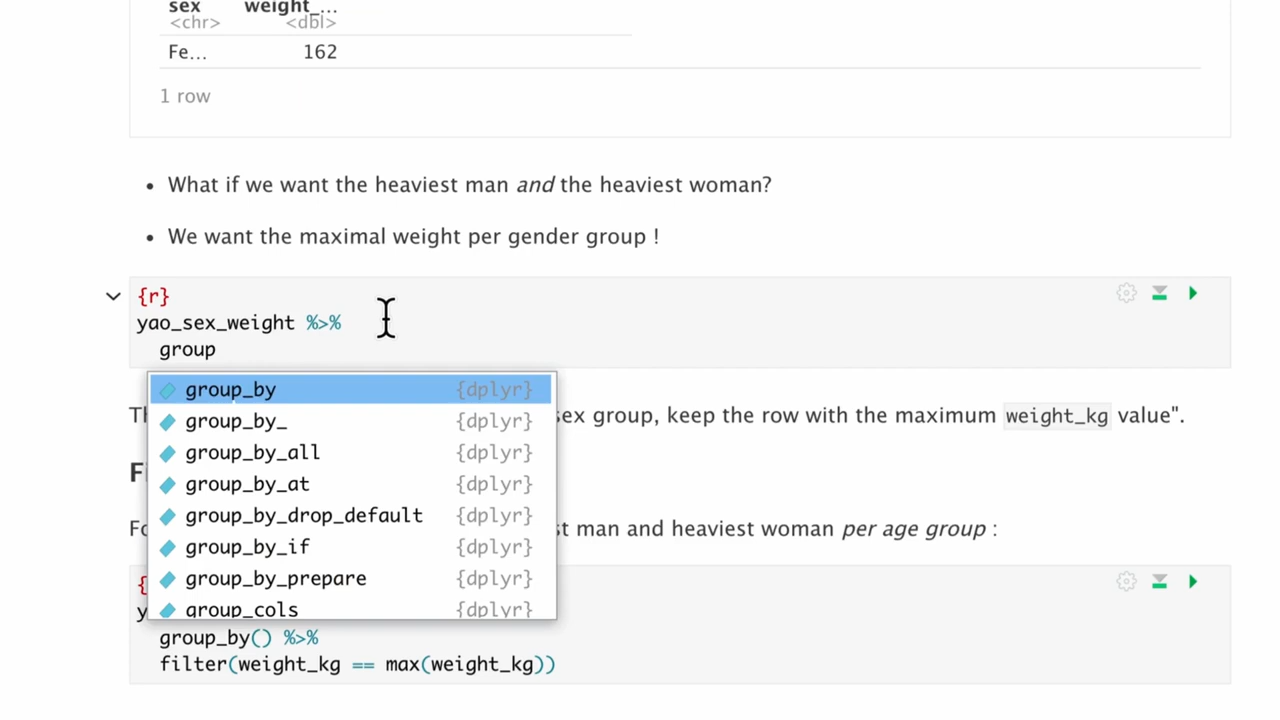 sex weight_...
<chr> <dbl>
Fe... 162
1 row
• What if we want the heaviest man and the heaviest woman?
• We want the maximal weight per gender group !
{r}
yao_sex_weight %>%
group
group_by {dplyr}
group_by_ {dplyr}
group_by_all {dplyr}
group_by_at {dplyr}
group_by_drop_default {dplyr}
group_by_if {dplyr}
group_by_prepare {dplyr}
group_cols {dplyr}
group, keep the row with the maximum weight_kg value".
man and heaviest woman per age group :
group_by() %>%
filter(weight_kg == max(weight_kg))